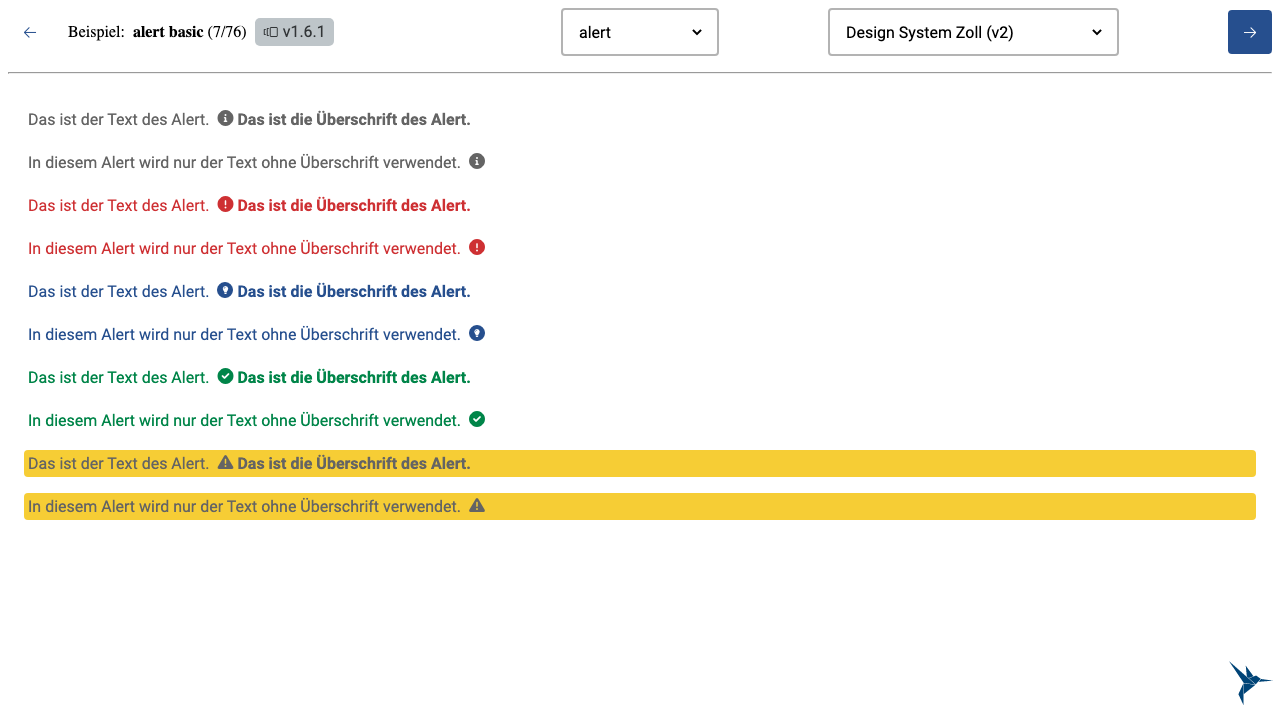 Beispiel: alert basic (7/76) v1.6.1 alert Design System Zoll (v2)
Das ist der Text des Alert. Das ist die Überschrift des Alert.
In diesem Alert wird nur der Text ohne Überschrift verwendet.
Das ist der Text des Alert. Das ist die Überschrift des Alert.
In diesem Alert wird nur der Text ohne Überschrift verwendet.
Das ist der Text des Alert. Das ist die Überschrift des Alert.
In diesem Alert wird nur der Text ohne Überschrift verwendet.
Das ist der Text des Alert. Das ist die Überschrift des Alert.
In diesem Alert wird nur der Text ohne Überschrift verwendet.
Das ist der Text des Alert. Das ist die Überschrift des Alert.
In diesem Alert wird nur der Text ohne Überschrift verwendet.